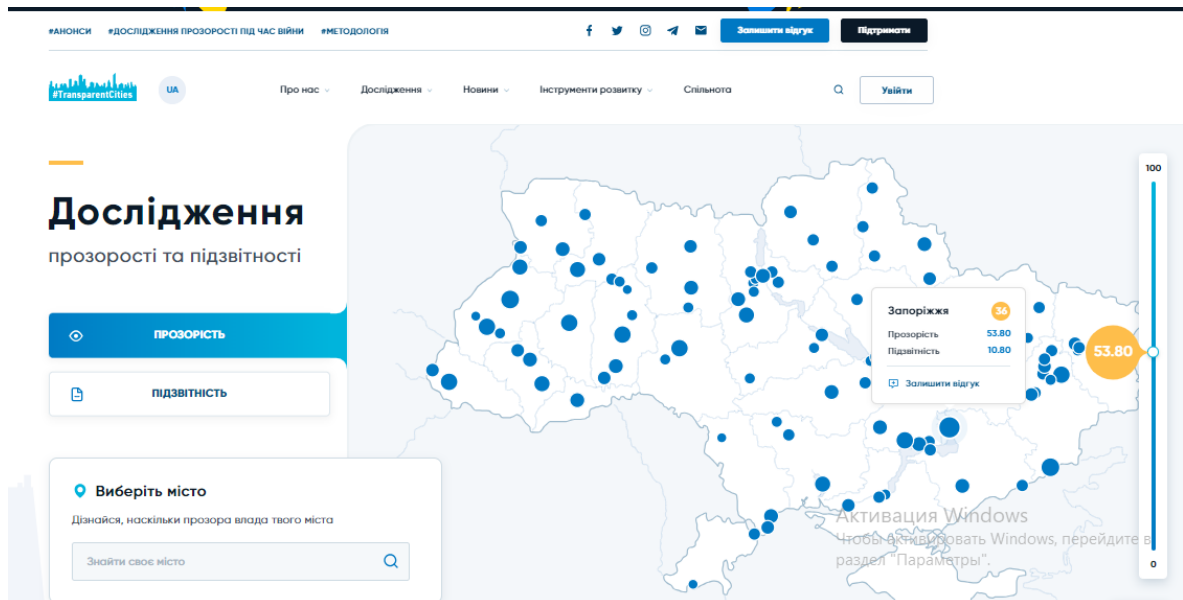 #АНОНСИ #ДОСЛІДЖЕННЯ ПРОЗОРОСТІ ПІД ЧАС ВІЙНИ #МЕТОДОЛОГІЯ Залишити відгук Підтримати
#TransparentCities UA Про нас Дослідження Новини Інструменти розвитку Спільнота Увійти
Дослідження
прозорості та підзвітності
ПРОЗОРІСТЬ
ПІДЗВІТНІСТЬ
Виберіть місто
Дізнайся, наскільки прозора влада твого міста
Знайти своє місто
Запоріжжя 36
Прозорість 53.80
Підзвітність 10.80
Залишити відгук
100
53.80
0
Активация Windows
Чтобы активировать Windows, перейдите в
раздел "Параметры".